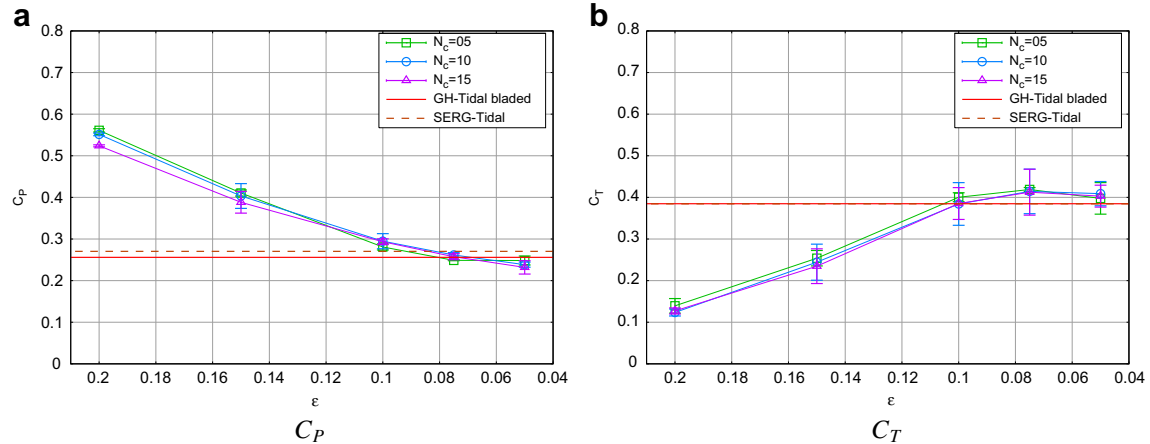 a
0.8
0.7
0.6
0.5
0.4
0.3
0.2
0.1
0
C_P
N_c=05
N_c=10
N_c=15
GH-Tidal bladed
SERG-Tidal
0.2 0.18 0.16 0.14 0.12 0.1 0.08 0.06 0.04
ε
C_P
b
0.8
0.7
0.6
0.5
0.4
0.3
0.2
0.1
0
C_T
N_c=05
N_c=10
N_c=15
GH-Tidal bladed
SERG-Tidal
0.2 0.18 0.16 0.14 0.12 0.1 0.08 0.06 0.04
ε
C_T